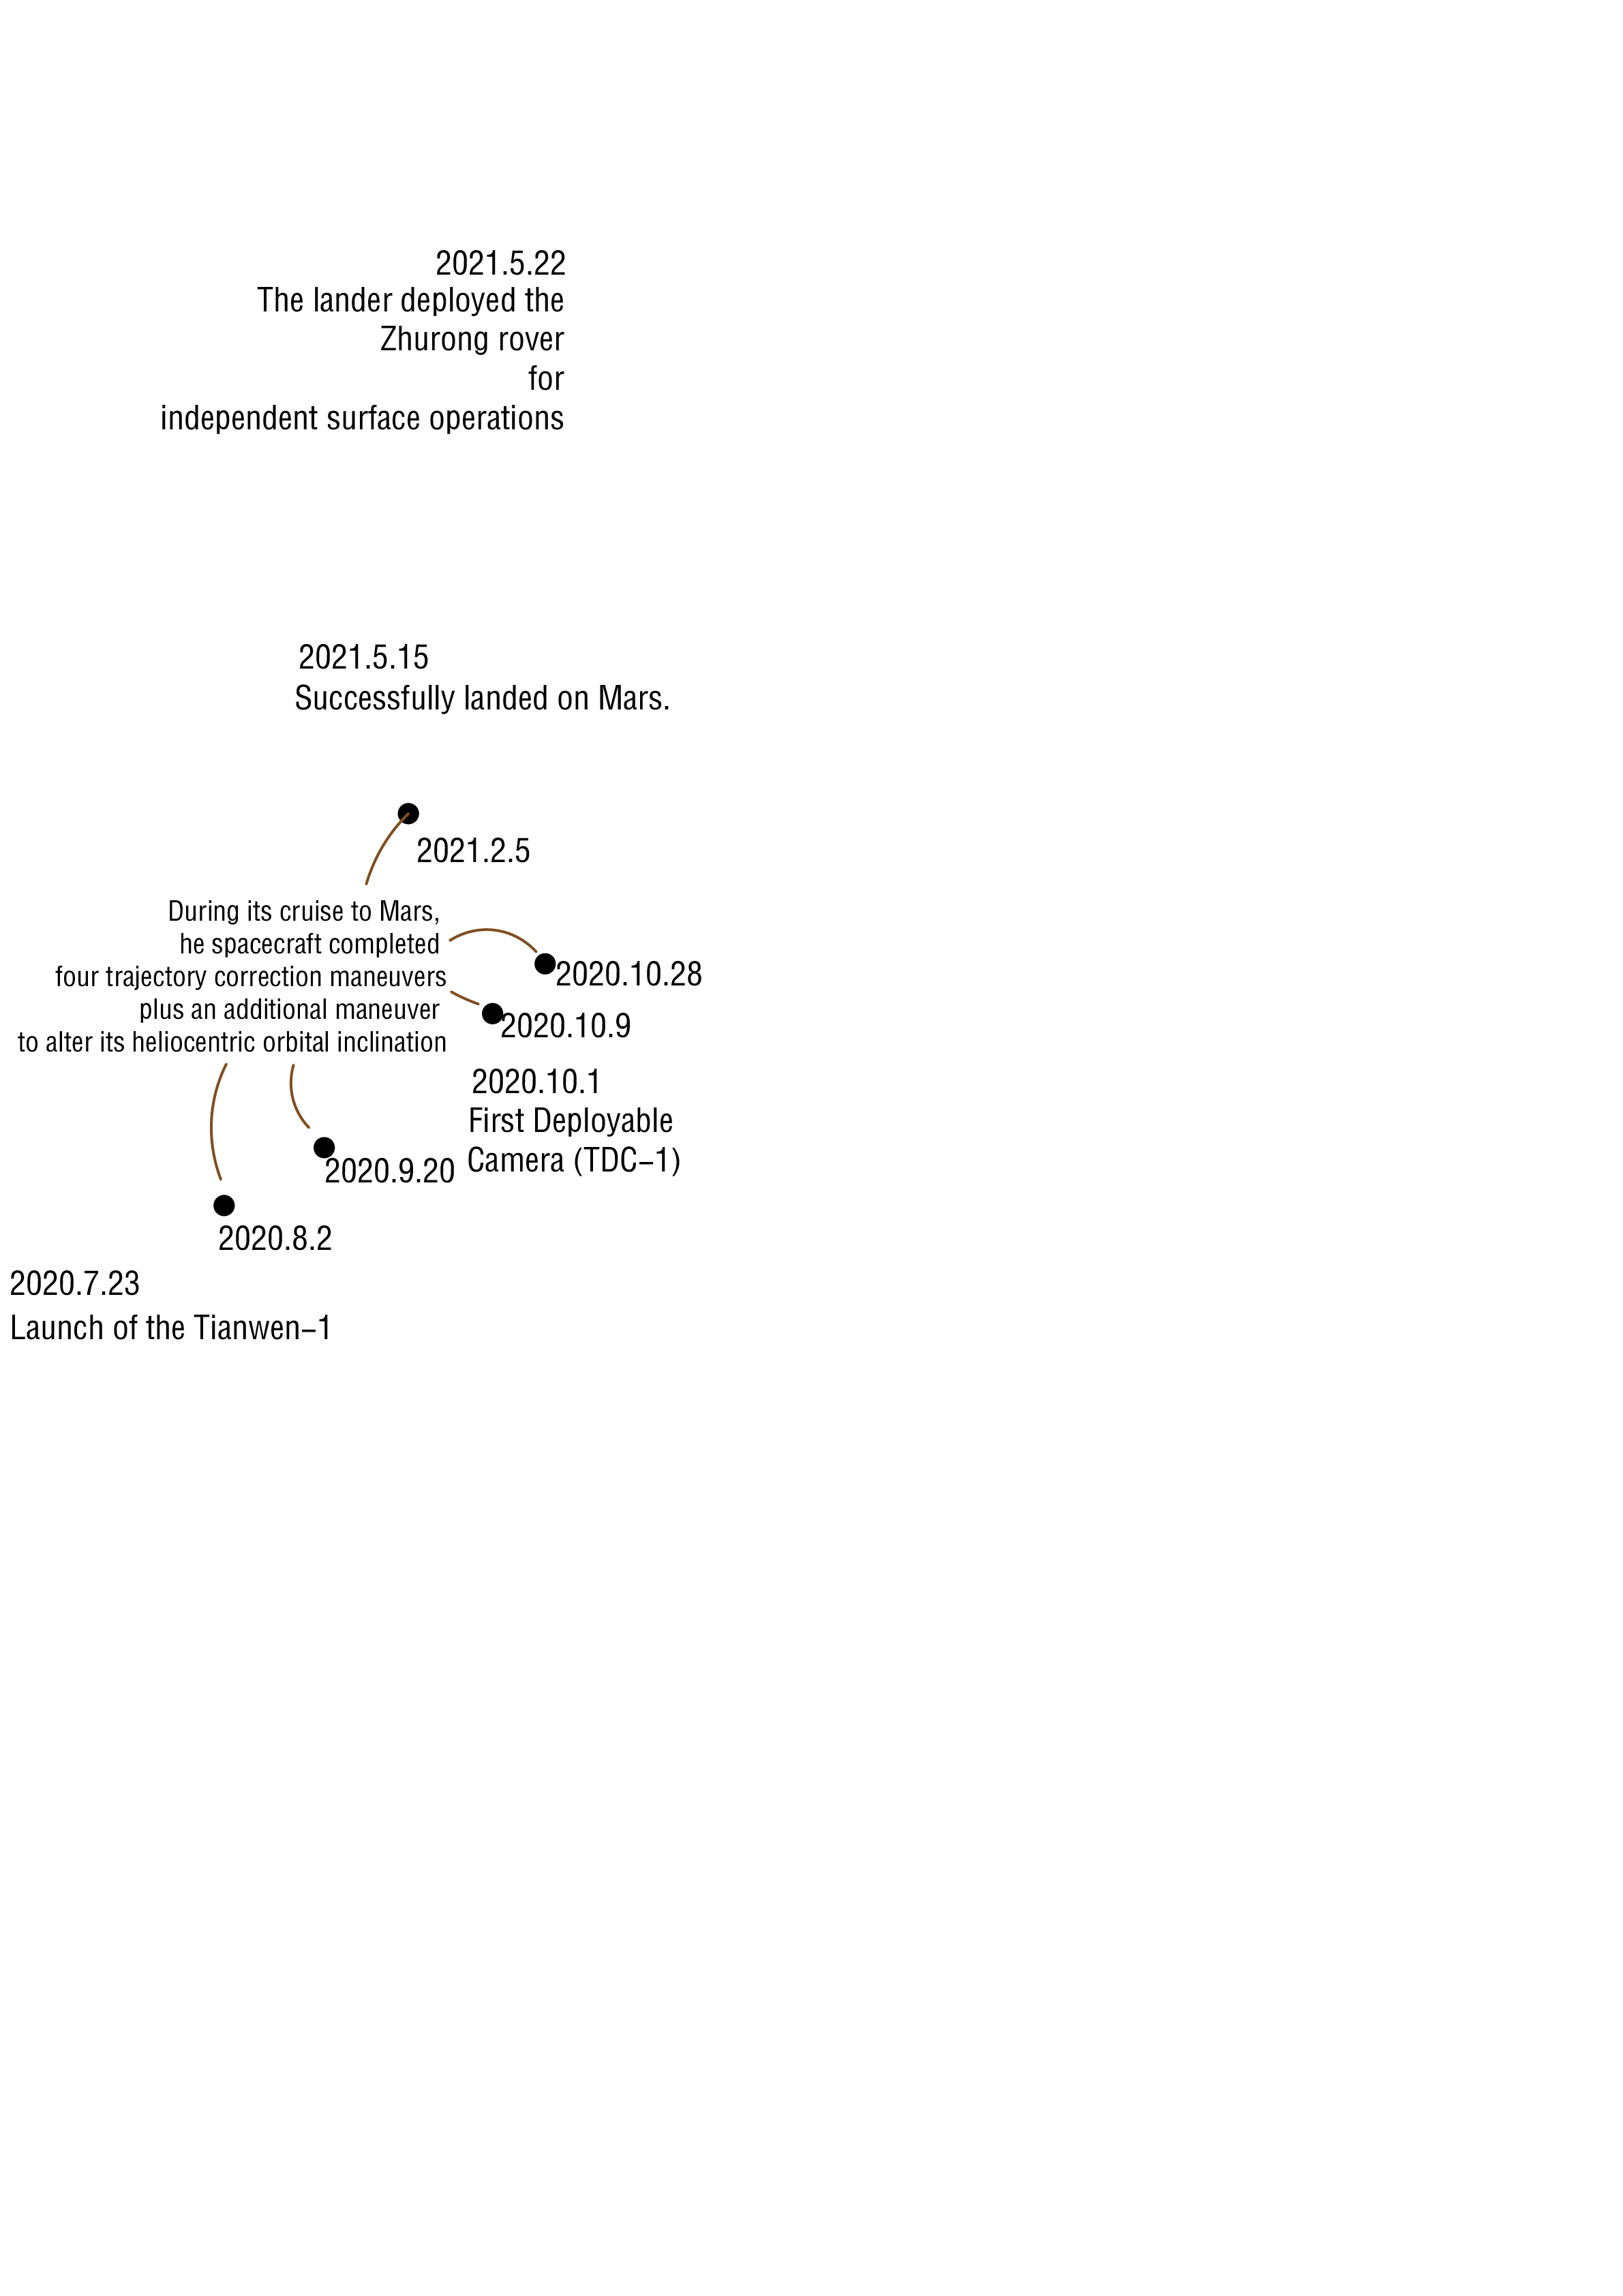 2021.5.22
The lander deployed the
Zhurong rover
for
independent surface operations
2021.5.15
Successfully landed on Mars.
2021.2.5
During its cruise to Mars,
he spacecraft completed
four trajectory correction maneuvers
plus an additional maneuver
to alter its heliocentric orbital inclination
2020.10.28
2020.10.9
2020.10.1
First Deployable
Camera (TDC–1)
2020.9.20
2020.8.2
2020.7.23
Launch of the Tianwen–1